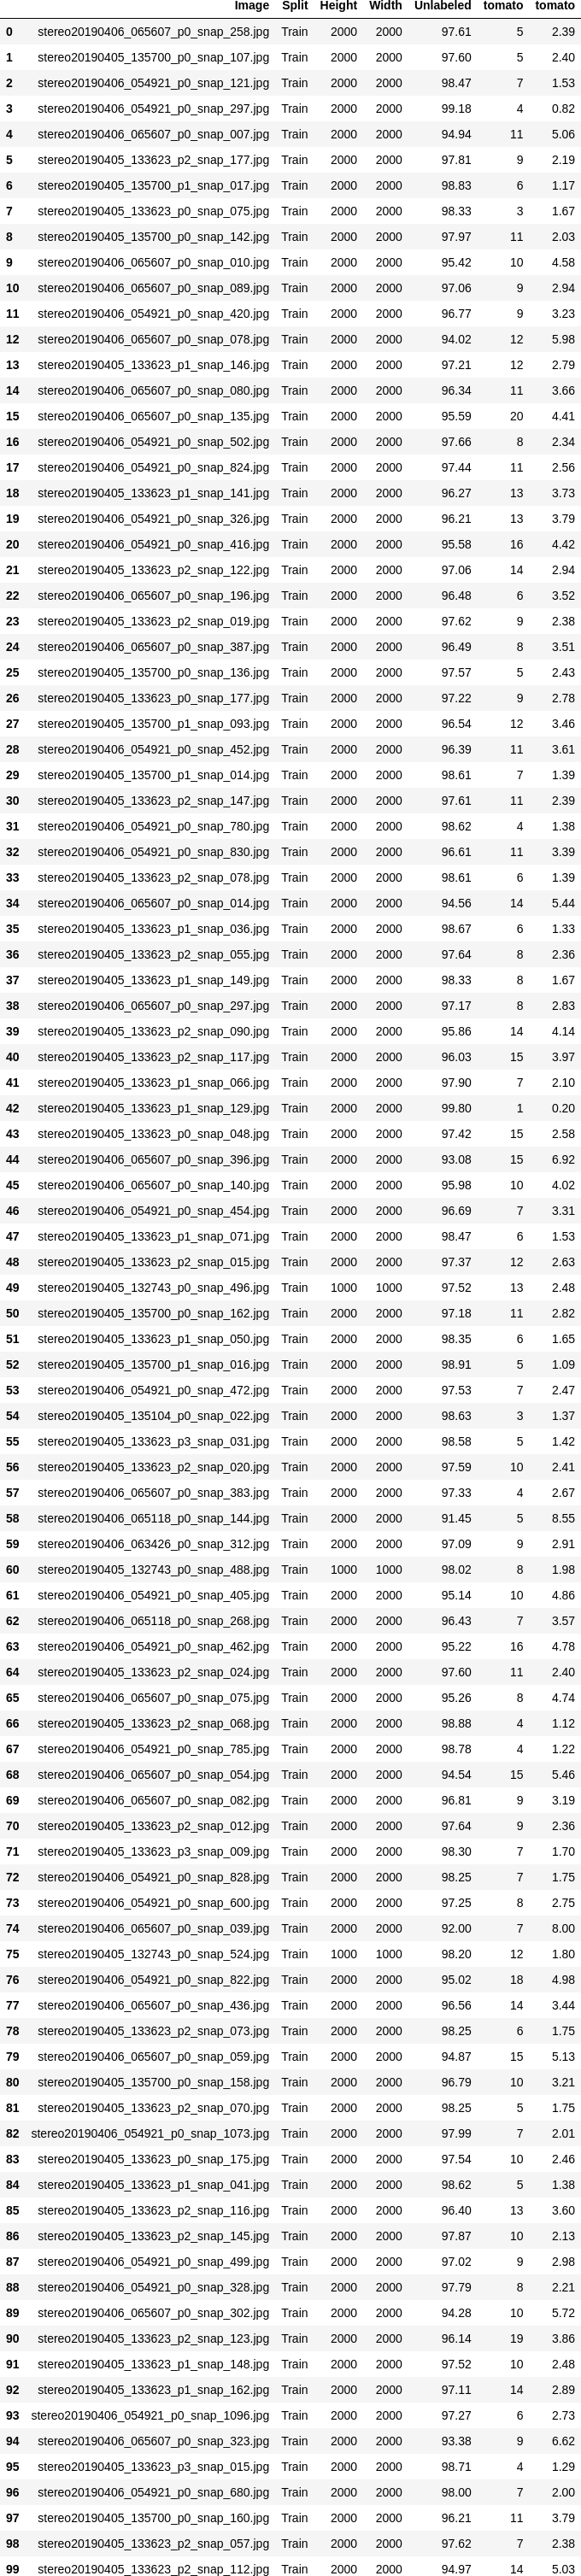 Image Split Height Width Unlabeled tomato tomato
0 stereo20190406_065607_p0_snap_258.jpg Train 2000 2000 97.61 5 2.39
1 stereo20190405_135700_p0_snap_107.jpg Train 2000 2000 97.60 5 2.40
2 stereo20190406_054921_p0_snap_121.jpg Train 2000 2000 98.47 7 1.53
3 stereo20190406_054921_p0_snap_297.jpg Train 2000 2000 99.18 4 0.82
4 stereo20190406_065607_p0_snap_007.jpg Train 2000 2000 94.94 11 5.06
5 stereo20190405_133623_p2_snap_177.jpg Train 2000 2000 97.81 9 2.19
6 stereo20190405_135700_p1_snap_017.jpg Train 2000 2000 98.83 6 1.17
7 stereo20190405_133623_p0_snap_075.jpg Train 2000 2000 98.33 3 1.67
8 stereo20190405_135700_p0_snap_142.jpg Train 2000 2000 97.97 11 2.03
9 stereo20190406_065607_p0_snap_010.jpg Train 2000 2000 95.42 10 4.58
10 stereo20190406_065607_p0_snap_089.jpg Train 2000 2000 97.06 9 2.94
11 stereo20190406_054921_p0_snap_420.jpg Train 2000 2000 96.77 9 3.23
12 stereo20190406_065607_p0_snap_078.jpg Train 2000 2000 94.02 12 5.98
13 stereo20190405_133623_p1_snap_146.jpg Train 2000 2000 97.21 12 2.79
14 stereo20190406_065607_p0_snap_080.jpg Train 2000 2000 96.34 11 3.66
15 stereo20190406_065607_p0_snap_135.jpg Train 2000 2000 95.59 20 4.41
16 stereo20190406_054921_p0_snap_502.jpg Train 2000 2000 97.66 8 2.34
17 stereo20190406_054921_p0_snap_824.jpg Train 2000 2000 97.44 11 2.56
18 stereo20190405_133623_p1_snap_141.jpg Train 2000 2000 96.27 13 3.73
19 stereo20190406_054921_p0_snap_326.jpg Train 2000 2000 96.21 13 3.79
20 stereo20190406_054921_p0_snap_416.jpg Train 2000 2000 95.58 16 4.42
21 stereo20190405_133623_p2_snap_122.jpg Train 2000 2000 97.06 14 2.94
22 stereo20190406_065607_p0_snap_196.jpg Train 2000 2000 96.48 6 3.52
23 stereo20190405_133623_p2_snap_019.jpg Train 2000 2000 97.62 9 2.38
24 stereo20190406_065607_p0_snap_387.jpg Train 2000 2000 96.49 8 3.51
25 stereo20190405_135700_p0_snap_136.jpg Train 2000 2000 97.57 5 2.43
26 stereo20190405_133623_p0_snap_177.jpg Train 2000 2000 97.22 9 2.78
27 stereo20190405_135700_p1_snap_093.jpg Train 2000 2000 96.54 12 3.46
28 stereo20190406_054921_p0_snap_452.jpg Train 2000 2000 96.39 11 3.61
29 stereo20190405_135700_p1_snap_014.jpg Train 2000 2000 98.61 7 1.39
30 stereo20190405_133623_p2_snap_147.jpg Train 2000 2000 97.61 11 2.39
31 stereo20190406_054921_p0_snap_780.jpg Train 2000 2000 98.62 4 1.38
32 stereo20190406_054921_p0_snap_830.jpg Train 2000 2000 96.61 11 3.39
33 stereo20190405_133623_p2_snap_078.jpg Train 2000 2000 98.61 6 1.39
34 stereo20190406_065607_p0_snap_014.jpg Train 2000 2000 94.56 14 5.44
35 stereo20190405_133623_p1_snap_036.jpg Train 2000 2000 98.67 6 1.33
36 stereo20190405_133623_p2_snap_055.jpg Train 2000 2000 97.64 8 2.36
37 stereo20190405_133623_p1_snap_149.jpg Train 2000 2000 98.33 8 1.67
38 stereo20190406_065607_p0_snap_297.jpg Train 2000 2000 97.17 8 2.83
39 stereo20190405_133623_p2_snap_090.jpg Train 2000 2000 95.86 14 4.14
40 stereo20190405_133623_p2_snap_117.jpg Train 2000 2000 96.03 15 3.97
41 stereo20190405_133623_p1_snap_066.jpg Train 2000 2000 97.90 7 2.10
42 stereo20190405_133623_p1_snap_129.jpg Train 2000 2000 99.80 1 0.20
43 stereo20190405_133623_p0_snap_048.jpg Train 2000 2000 97.42 15 2.58
44 stereo20190406_065607_p0_snap_396.jpg Train 2000 2000 93.08 15 6.92
45 stereo20190406_065607_p0_snap_140.jpg Train 2000 2000 95.98 10 4.02
46 stereo20190406_054921_p0_snap_454.jpg Train 2000 2000 96.69 7 3.31
47 stereo20190405_133623_p1_snap_071.jpg Train 2000 2000 98.47 6 1.53
48 stereo20190405_133623_p2_snap_015.jpg Train 2000 2000 97.37 12 2.63
49 stereo20190405_132743_p0_snap_496.jpg Train 1000 1000 97.52 13 2.48
50 stereo20190405_135700_p0_snap_162.jpg Train 2000 2000 97.18 11 2.82
51 stereo20190405_133623_p1_snap_050.jpg Train 2000 2000 98.35 6 1.65
52 stereo20190405_135700_p1_snap_016.jpg Train 2000 2000 98.91 5 1.09
53 stereo20190406_054921_p0_snap_472.jpg Train 2000 2000 97.53 7 2.47
54 stereo20190405_135104_p0_snap_022.jpg Train 2000 2000 98.63 3 1.37
55 stereo20190405_133623_p3_snap_031.jpg Train 2000 2000 98.58 5 1.42
56 stereo20190405_133623_p2_snap_020.jpg Train 2000 2000 97.59 10 2.41
57 stereo20190406_065607_p0_snap_383.jpg Train 2000 2000 97.33 4 2.67
58 stereo20190406_065118_p0_snap_144.jpg Train 2000 2000 91.45 5 8.55
59 stereo20190406_063426_p0_snap_312.jpg Train 2000 2000 97.09 9 2.91
60 stereo20190405_132743_p0_snap_488.jpg Train 1000 1000 98.02 8 1.98
61 stereo20190406_054921_p0_snap_405.jpg Train 2000 2000 95.14 10 4.86
62 stereo20190406_065118_p0_snap_268.jpg Train 2000 2000 96.43 7 3.57
63 stereo20190406_054921_p0_snap_462.jpg Train 2000 2000 95.22 16 4.78
64 stereo20190405_133623_p2_snap_024.jpg Train 2000 2000 97.60 11 2.40
65 stereo20190406_065607_p0_snap_075.jpg Train 2000 2000 95.26 8 4.74
66 stereo20190405_133623_p2_snap_068.jpg Train 2000 2000 98.88 4 1.12
67 stereo20190406_054921_p0_snap_785.jpg Train 2000 2000 98.78 4 1.22
68 stereo20190406_065607_p0_snap_054.jpg Train 2000 2000 94.54 15 5.46
69 stereo20190406_065607_p0_snap_082.jpg Train 2000 2000 96.81 9 3.19
70 stereo20190405_133623_p2_snap_012.jpg Train 2000 2000 97.64 9 2.36
71 stereo20190405_133623_p3_snap_009.jpg Train 2000 2000 98.30 7 1.70
72 stereo20190406_054921_p0_snap_828.jpg Train 2000 2000 98.25 7 1.75
73 stereo20190406_054921_p0_snap_600.jpg Train 2000 2000 97.25 8 2.75
74 stereo20190406_065607_p0_snap_039.jpg Train 2000 2000 92.00 7 8.00
75 stereo20190405_132743_p0_snap_524.jpg Train 1000 1000 98.20 12 1.80
76 stereo20190406_054921_p0_snap_822.jpg Train 2000 2000 95.02 18 4.98
77 stereo20190406_065607_p0_snap_436.jpg Train 2000 2000 96.56 14 3.44
78 stereo20190405_133623_p2_snap_073.jpg Train 2000 2000 98.25 6 1.75
79 stereo20190406_065607_p0_snap_059.jpg Train 2000 2000 94.87 15 5.13
80 stereo20190405_135700_p0_snap_158.jpg Train 2000 2000 96.79 10 3.21
81 stereo20190405_133623_p2_snap_070.jpg Train 2000 2000 98.25 5 1.75
82 stereo20190406_054921_p0_snap_1073.jpg Train 2000 2000 97.99 7 2.01
83 stereo20190405_133623_p0_snap_175.jpg Train 2000 2000 97.54 10 2.46
84 stereo20190405_133623_p1_snap_041.jpg Train 2000 2000 98.62 5 1.38
85 stereo20190405_133623_p2_snap_116.jpg Train 2000 2000 96.40 13 3.60
86 stereo20190405_133623_p2_snap_145.jpg Train 2000 2000 97.87 10 2.13
87 stereo20190406_054921_p0_snap_499.jpg Train 2000 2000 97.02 9 2.98
88 stereo20190406_054921_p0_snap_328.jpg Train 2000 2000 97.79 8 2.21
89 stereo20190406_065607_p0_snap_302.jpg Train 2000 2000 94.28 10 5.72
90 stereo20190405_133623_p2_snap_123.jpg Train 2000 2000 96.14 19 3.86
91 stereo20190405_133623_p1_snap_148.jpg Train 2000 2000 97.52 10 2.48
92 stereo20190405_133623_p1_snap_162.jpg Train 2000 2000 97.11 14 2.89
93 stereo20190406_054921_p0_snap_1096.jpg Train 2000 2000 97.27 6 2.73
94 stereo20190406_065607_p0_snap_323.jpg Train 2000 2000 93.38 9 6.62
95 stereo20190405_133623_p3_snap_015.jpg Train 2000 2000 98.71 4 1.29
96 stereo20190406_054921_p0_snap_680.jpg Train 2000 2000 98.00 7 2.00
97 stereo20190405_135700_p0_snap_160.jpg Train 2000 2000 96.21 11 3.79
98 stereo20190405_133623_p2_snap_057.jpg Train 2000 2000 97.62 7 2.38
99 stereo20190405_133623_p2_snap_112.jpg Train 2000 2000 94.97 14 5.03